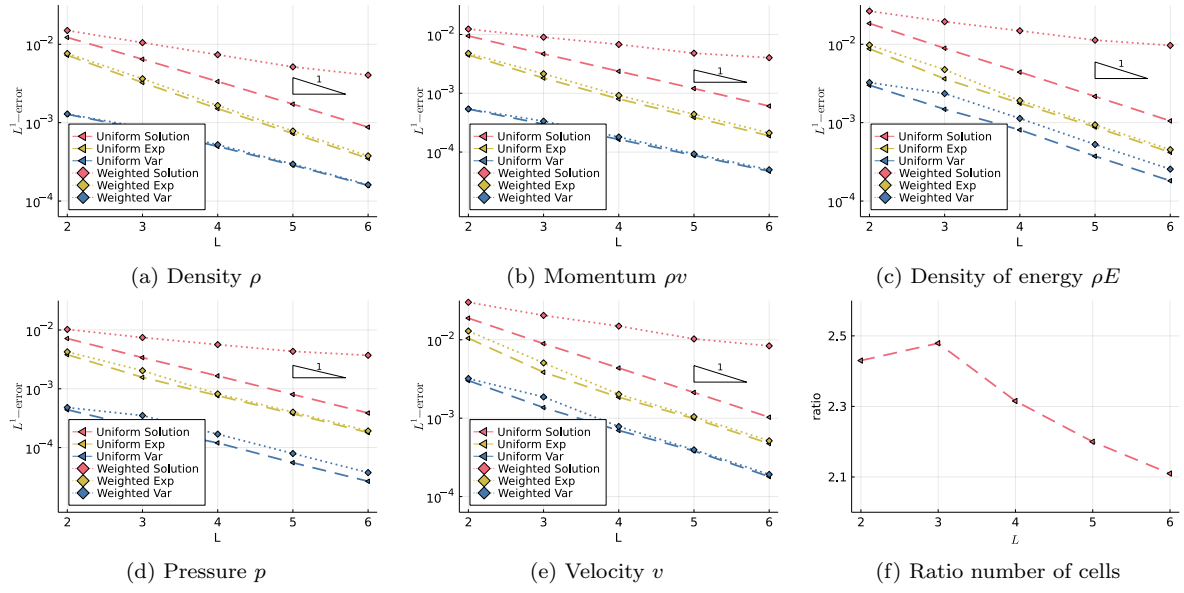 L¹−error
10⁻²
10⁻³
10⁻⁴
1
Uniform Solution
Uniform Exp
Uniform Var
Weighted Solution
Weighted Exp
Weighted Var
2 3 4 5 6
L
(a) Density ρ
L¹−error
10⁻²
10⁻³
10⁻⁴
1
Uniform Solution
Uniform Exp
Uniform Var
Weighted Solution
Weighted Exp
Weighted Var
2 3 4 5 6
L
(b) Momentum ρv
L¹−error
10⁻²
10⁻³
10⁻⁴
1
Uniform Solution
Uniform Exp
Uniform Var
Weighted Solution
Weighted Exp
Weighted Var
2 3 4 5 6
L
(c) Density of energy ρE
L¹−error
10⁻²
10⁻³
10⁻⁴
1
Uniform Solution
Uniform Exp
Uniform Var
Weighted Solution
Weighted Exp
Weighted Var
2 3 4 5 6
L
(d) Pressure p
L¹−error
10⁻²
10⁻³
10⁻⁴
1
Uniform Solution
Uniform Exp
Uniform Var
Weighted Solution
Weighted Exp
Weighted Var
2 3 4 5 6
L
(e) Velocity v
ratio
2.5
2.3
2.1
2 3 4 5 6
L
(f) Ratio number of cells